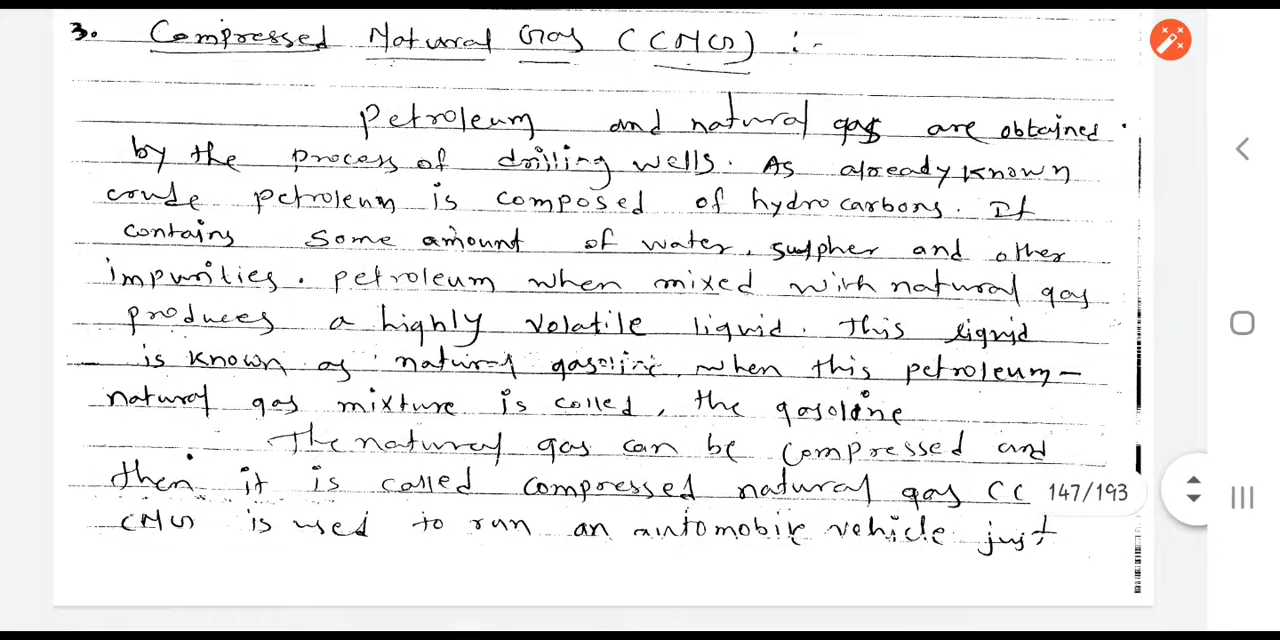 3. Compressed Natural Gas (CNG) :-
Petroleum and natural gas are obtained
by the process of drilling wells. As already known
crude petroleum is composed of hydrocarbons. It
contains some amount of water, sulpher and other
impurities. petroleum when mixed with natural gas
produces a highly volatile liquid. This liquid
is known as natural gasoline. when this petroleum-
natural gas mixture is colled, the gasoline
The natural gas can be compressed and
then it is called compressed natural gas CC 147/193
CNG is used to run an automobile vehicle just